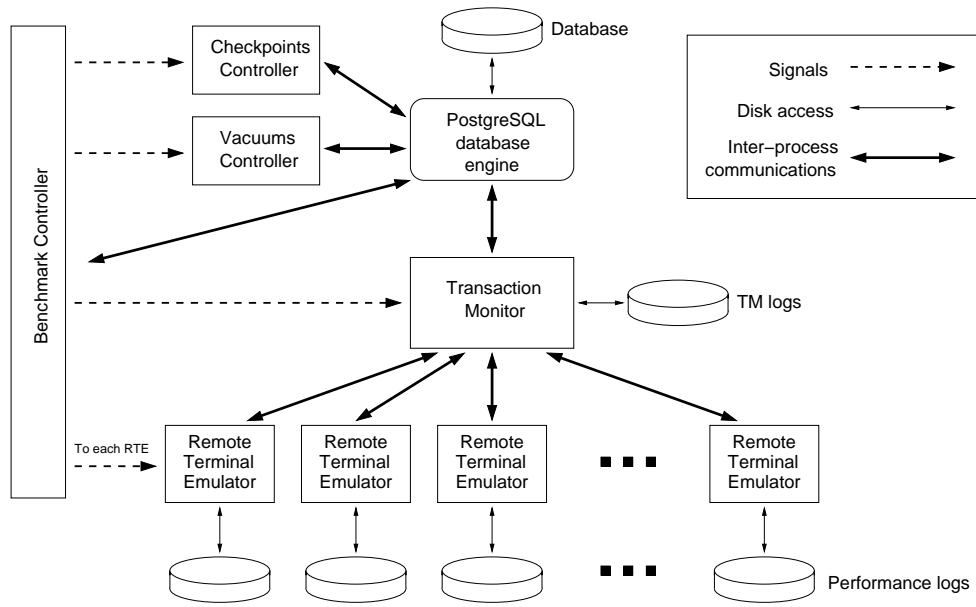 Database
Checkpoints
Controller
Signals
Disk access
Inter−process
communications
PostgreSQL
database
engine
Vacuums
Controller
Benchmark Controller
Transaction
Monitor
TM logs
To each RTE
Remote
Terminal
Emulator
Remote
Terminal
Emulator
Remote
Terminal
Emulator
Remote
Terminal
Emulator
Performance logs